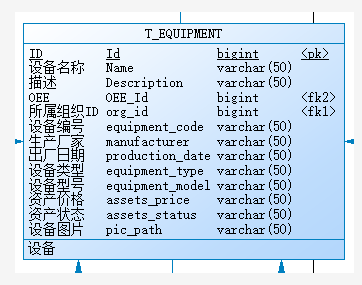 T_EQUIPMENT
ID Id bigint <pk>
设备名称 Name varchar(50)
描述 Description varchar(50)
OEE OEE_Id bigint <fk2>
所属组织ID org_id bigint <fk1>
设备编号 equipment_code varchar(50)
生产厂家 manufacturer varchar(50)
出厂日期 production_date varchar(50)
设备类型 equipment_type varchar(50)
设备型号 equipment_model varchar(50)
资产价格 assets_price varchar(50)
资产状态 assets_status varchar(50)
设备图片 pic_path varchar(50)
设备